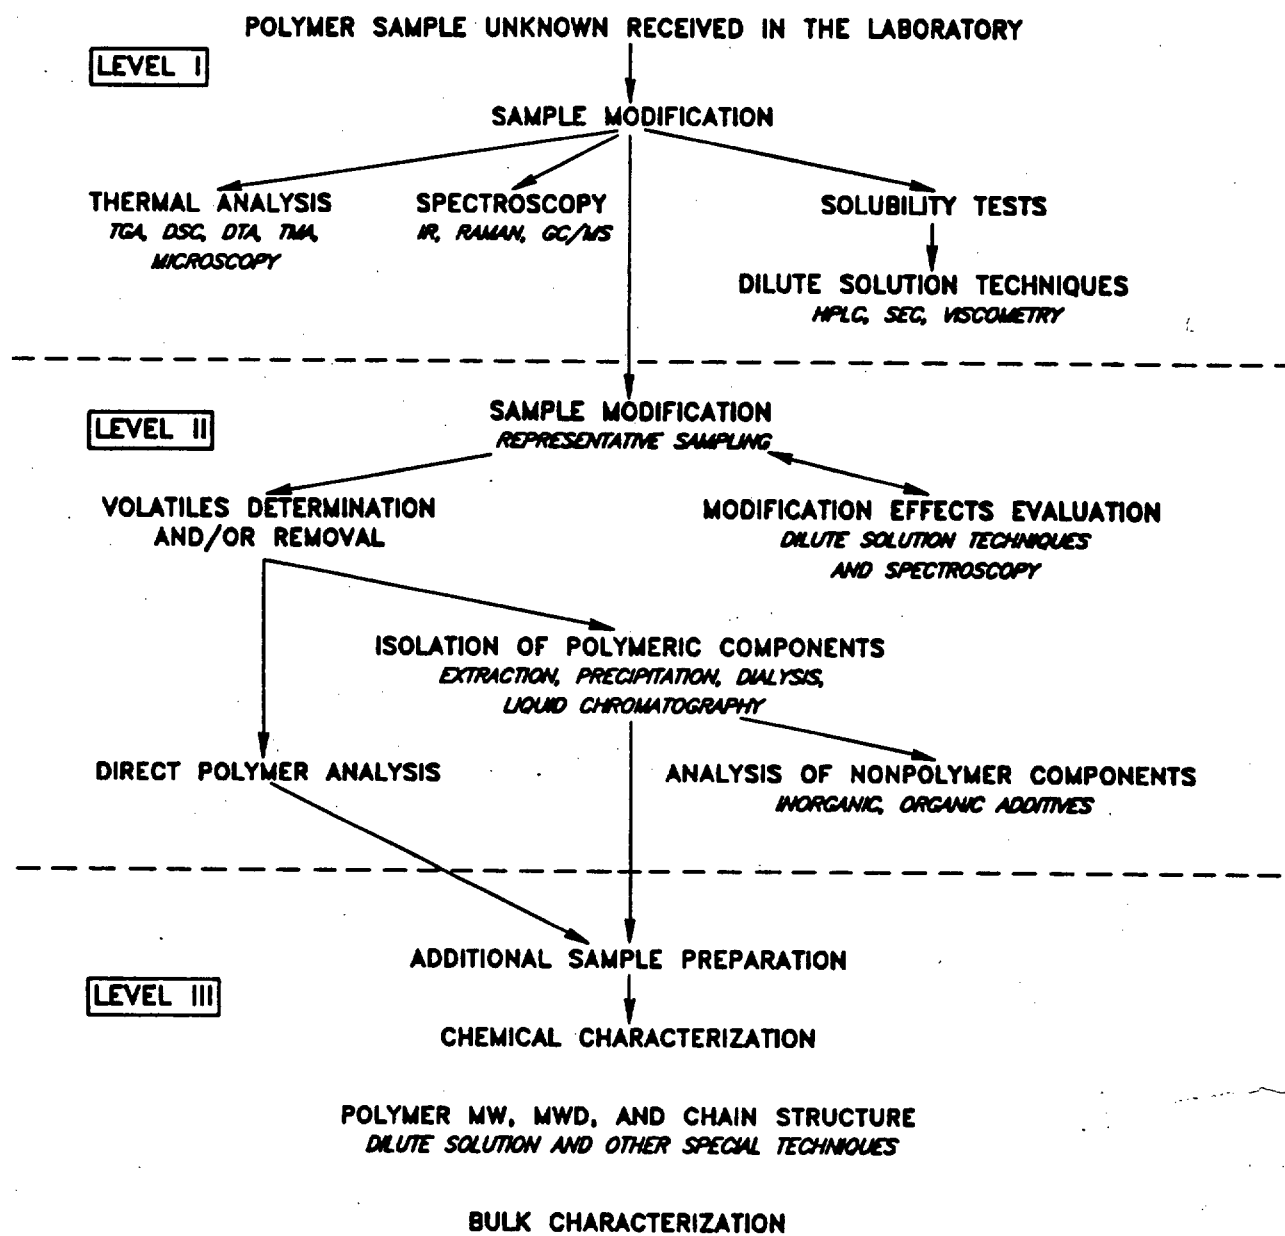 POLYMER SAMPLE UNKNOWN RECEIVED IN THE LABORATORY
LEVEL I
SAMPLE MODIFICATION
THERMAL ANALYSIS
TGA, DSC, DTA, TMA,
MICROSCOPY
SPECTROSCOPY
IR, RAMAN, GC/MS
SOLUBILITY TESTS
DILUTE SOLUTION TECHNIQUES
HPLC, SEC, VISCOMETRY
LEVEL II
SAMPLE MODIFICATION
REPRESENTATIVE SAMPLING
VOLATILES DETERMINATION
AND/OR REMOVAL
MODIFICATION EFFECTS EVALUATION
DILUTE SOLUTION TECHNIQUES
AND SPECTROSCOPY
ISOLATION OF POLYMERIC COMPONENTS
EXTRACTION, PRECIPITATION, DIALYSIS,
LIQUID CHROMATOGRAPHY
DIRECT POLYMER ANALYSIS
ANALYSIS OF NONPOLYMER COMPONENTS
INORGANIC, ORGANIC ADDITIVES
ADDITIONAL SAMPLE PREPARATION
LEVEL III
CHEMICAL CHARACTERIZATION
POLYMER MW, MWD, AND CHAIN STRUCTURE
DILUTE SOLUTION AND OTHER SPECIAL TECHNIQUES
BULK CHARACTERIZATION